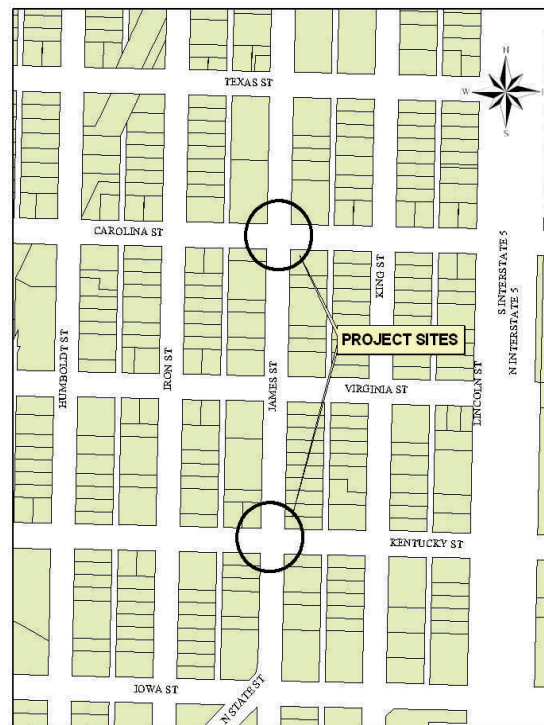 TEXAS ST
N
W
S
CAROLINA ST
KING ST
S INTERSTATE 5
N INTERSTATE 5
PROJECT SITES
HUMBOLDT ST
IRON ST
JAMES ST
VIRGINIA ST
LINCOLN ST
KENTUCKY ST
IOWA ST
N STATE ST